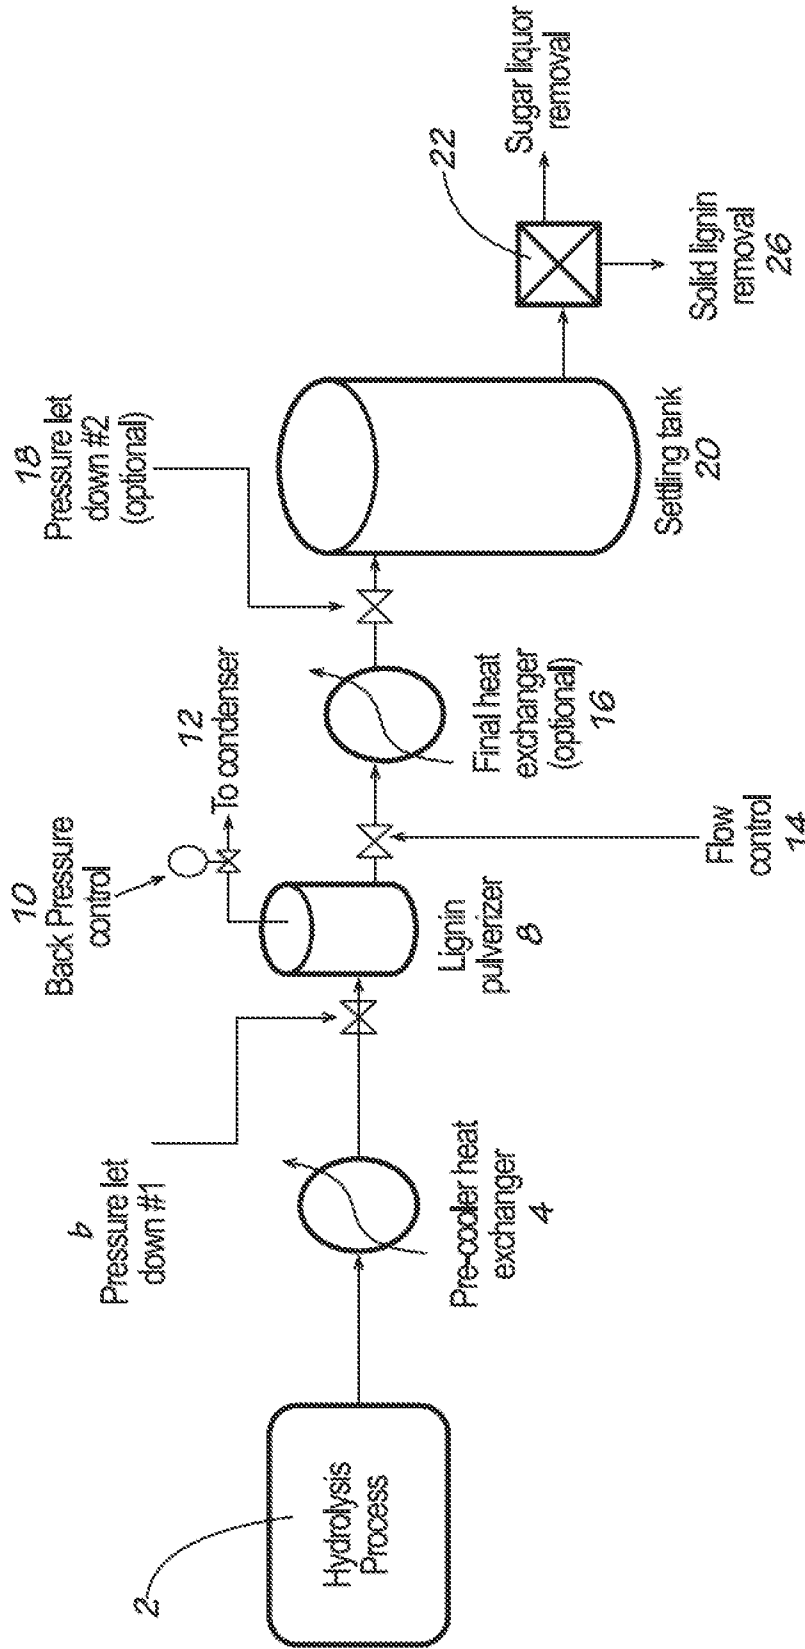 2
Hydrolysis
Process
Pre-cooler heat
exchanger
4
6
Pressure let
down #1
Lignin
pulverizer
8
10
Back Pressure
control
12
To condenser
Flow
control
14
Final heat
exchanger
(optional)
16
18
Pressure let
down #2
(optional)
Settling tank
20
22
Sugar liquor
removal
Solid lignin
removal
26